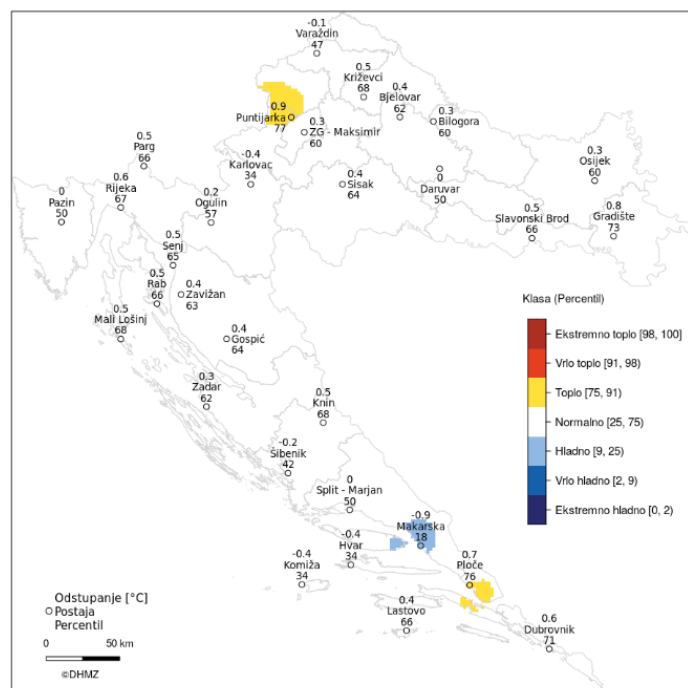 -0.1
Varaždin
47
0.5
Križevci
68
0.4
Bjelovar
62
0.3
Bilogora
60
0.9
Puntijarka
77
0.3
ZG - Maksimir
60
0.5
Parg
66
-0.4
Karlovac
34
0.4
Sisak
64
0
Daruvar
50
0.3
Osijek
60
0
Pazin
50
0.6
Rijeka
67
0.2
Ogulin
57
0.5
Slavonski Brod
66
0.8
Gradište
73
0.5
Senj
65
0.5
Rab
66
0.4
Zavižan
63
0.5
Mali Lošinj
68
0.4
Gospić
64
0.3
Zadar
62
0.5
Knin
68
-0.2
Šibenik
42
0
Split - Marjan
50
-0.9
Makarska
18
-0.4
Hvar
34
-0.4
Komiža
34
0.7
Ploče
76
0.4
Lastovo
66
0.6
Dubrovnik
71
Klasa (Percentil)
Ekstremno toplo [98, 100]
Vrlo toplo [91, 98)
Toplo [75, 91)
Normalno [25, 75)
Hladno [9, 25)
Vrlo hladno [2, 9)
Ekstremno hladno [0, 2)
Odstupanje [°C]
Postaja
Percentil
0 50 km
©DHMZ